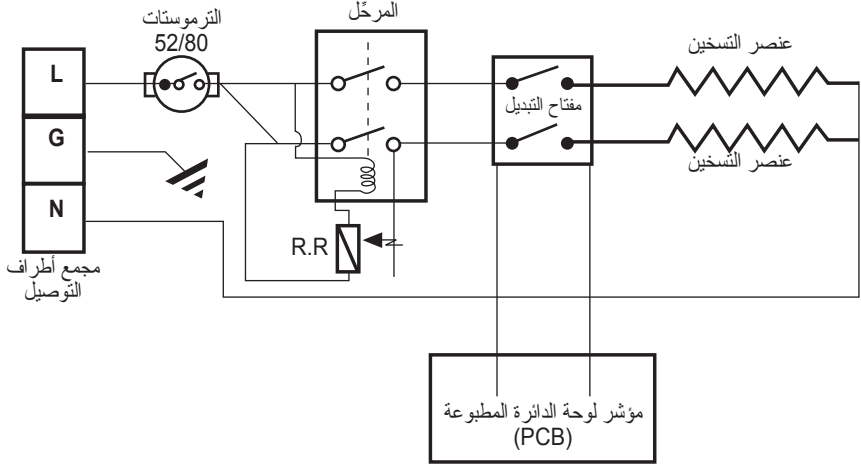 المرحِّل
الترموستات
52/80
عنصر التسخين
L
مفتاح التبديل
G
عنصر التسخين
N
R.R
مجمع أطراف
التوصيل
مؤشر لوحة الدائرة المطبوعة
(PCB)